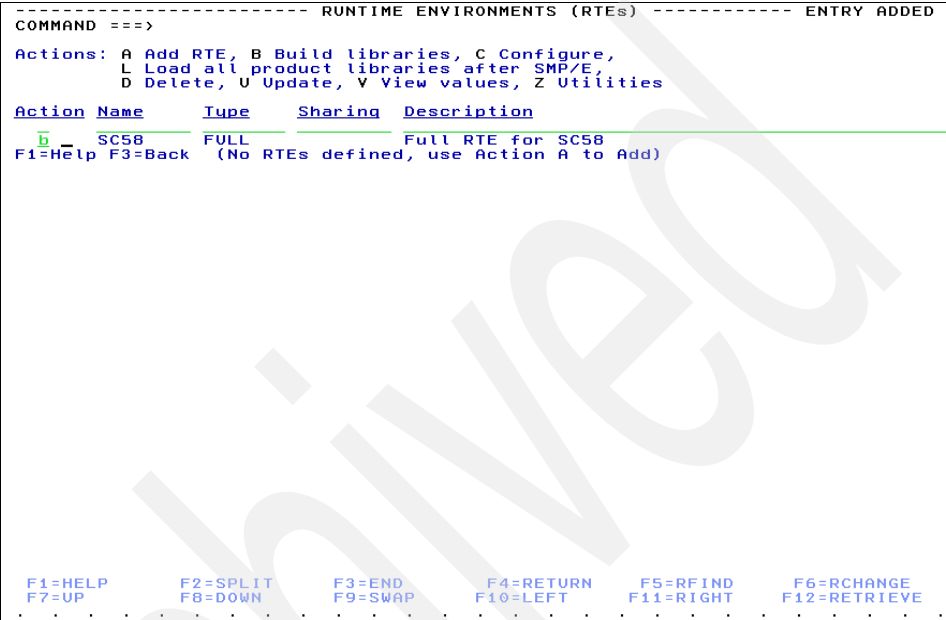 ------------------------- RUNTIME ENVIRONMENTS (RTEs) ------------ ENTRY ADDED
COMMAND ===>
Actions: A Add RTE, B Build libraries, C Configure,
L Load all product libraries after SMP/E,
D Delete, U Update, V View values, Z Utilities
Action Name Type Sharing Description
b SC58 FULL Full RTE for SC58
F1=Help F3=Back (No RTEs defined, use Action A to Add)
F1=HELP F2=SPLIT F3=END F4=RETURN F5=RFIND F6=RCHANGE
F7=UP F8=DOWN F9=SWAP F10=LEFT F11=RIGHT F12=RETRIEVE
hived